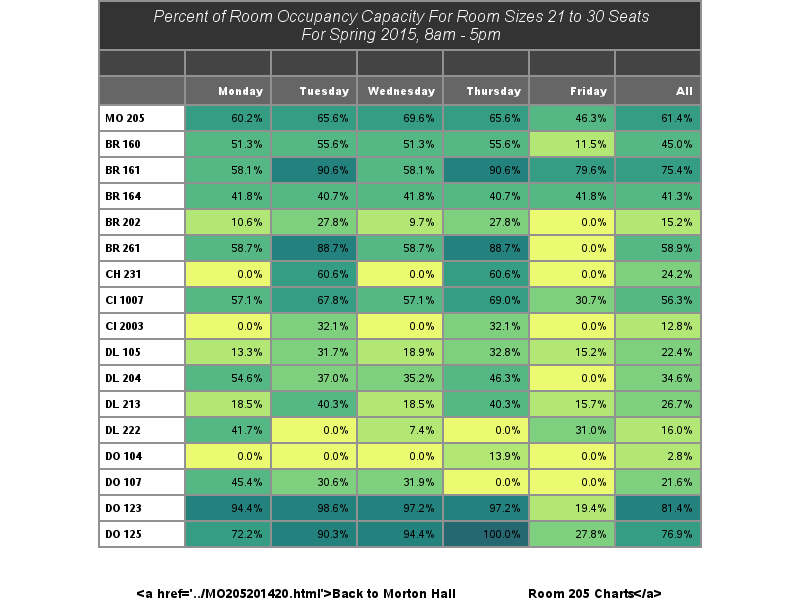 Percent of Room Occupancy Capacity For Room Sizes 21 to 30 Seats
For Spring 2015, 8am - 5pm
Monday Tuesday Wednesday Thursday Friday All
MO 205 60.2% 65.6% 69.6% 65.6% 46.3% 61.4%
BR 160 51.3% 55.6% 51.3% 55.6% 11.5% 45.0%
BR 161 58.1% 90.6% 58.1% 90.6% 79.6% 75.4%
BR 164 41.8% 40.7% 41.8% 40.7% 41.8% 41.3%
BR 202 10.6% 27.8% 9.7% 27.8% 0.0% 15.2%
BR 261 58.7% 88.7% 58.7% 88.7% 0.0% 58.9%
CH 231 0.0% 60.6% 0.0% 60.6% 0.0% 24.2%
CI 1007 57.1% 67.8% 57.1% 69.0% 30.7% 56.3%
CI 2003 0.0% 32.1% 0.0% 32.1% 0.0% 12.8%
DL 105 13.3% 31.7% 18.9% 32.8% 15.2% 22.4%
DL 204 54.6% 37.0% 35.2% 46.3% 0.0% 34.6%
DL 213 18.5% 40.3% 18.5% 40.3% 15.7% 26.7%
DL 222 41.7% 0.0% 7.4% 0.0% 31.0% 16.0%
DO 104 0.0% 0.0% 0.0% 13.9% 0.0% 2.8%
DO 107 45.4% 30.6% 31.9% 0.0% 0.0% 21.6%
DO 123 94.4% 98.6% 97.2% 97.2% 19.4% 81.4%
DO 125 72.2% 90.3% 94.4% 100.0% 27.8% 76.9%
<a href='../MO205201420.html'>Back to Morton Hall Room 205 Charts</a>